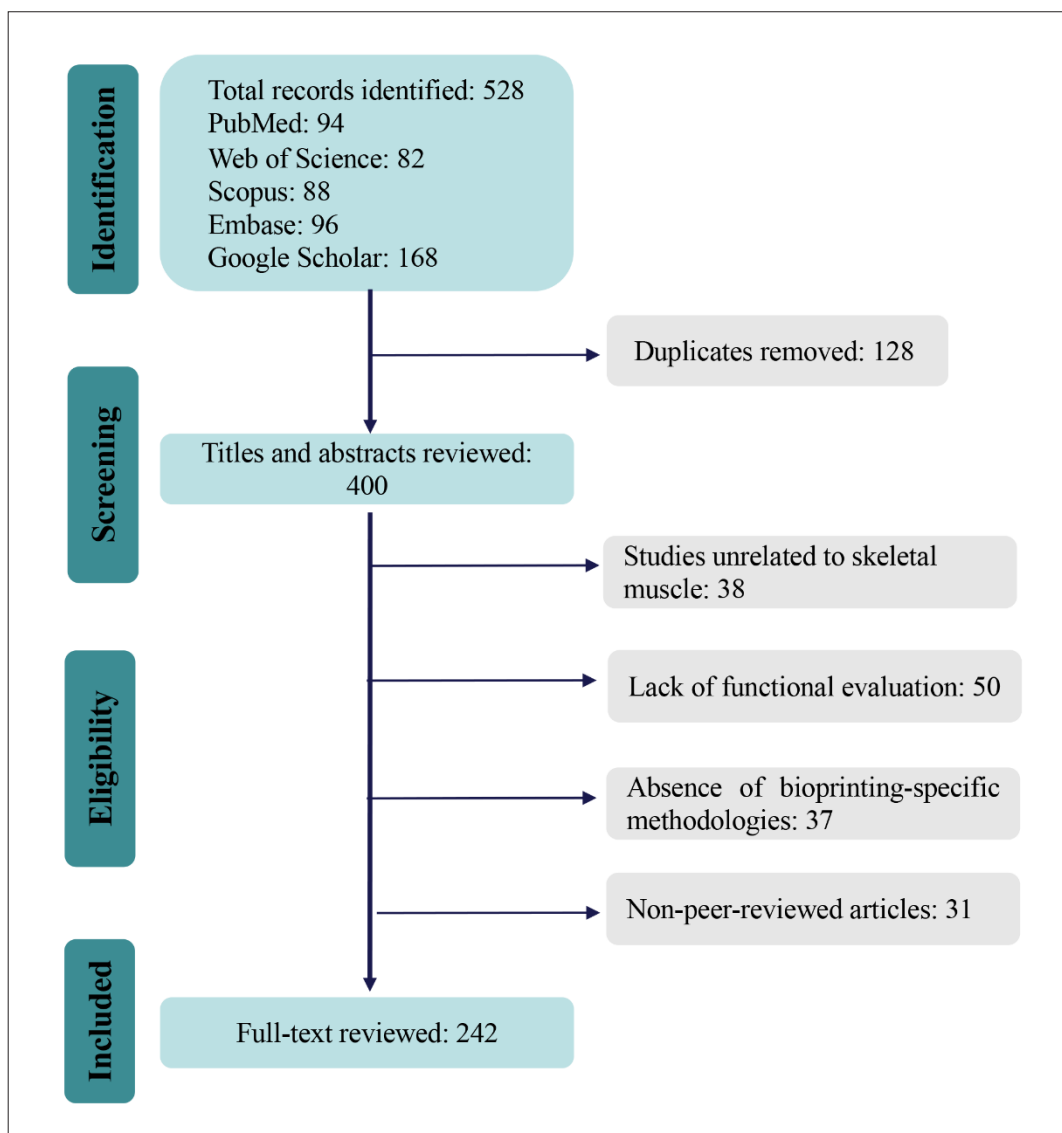 Identification
Total records identified: 528
PubMed: 94
Web of Science: 82
Scopus: 88
Embase: 96
Google Scholar: 168
Duplicates removed: 128
Screening
Titles and abstracts reviewed:
400
Studies unrelated to skeletal
muscle: 38
Eligibility
Lack of functional evaluation: 50
Absence of bioprinting-specific
methodologies: 37
Non-peer-reviewed articles: 31
Included
Full-text reviewed: 242